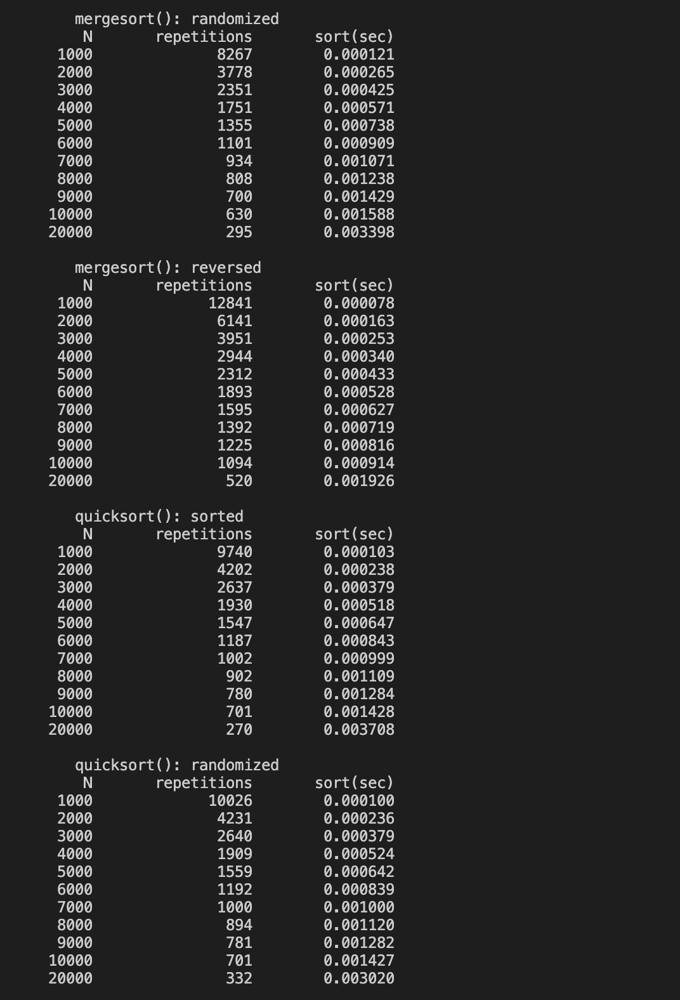 mergesort(): randomized
N repetitions sort(sec)
1000 8267 0.000121
2000 3778 0.000265
3000 2351 0.000425
4000 1751 0.000571
5000 1355 0.000738
6000 1101 0.000909
7000 934 0.001071
8000 808 0.001238
9000 700 0.001429
10000 630 0.001588
20000 295 0.003398
mergesort(): reversed
N repetitions sort(sec)
1000 12841 0.000078
2000 6141 0.000163
3000 3951 0.000253
4000 2944 0.000340
5000 2312 0.000433
6000 1893 0.000528
7000 1595 0.000627
8000 1392 0.000719
9000 1225 0.000816
10000 1094 0.000914
20000 520 0.001926
quicksort(): sorted
N repetitions sort(sec)
1000 9740 0.000103
2000 4202 0.000238
3000 2637 0.000379
4000 1930 0.000518
5000 1547 0.000647
6000 1187 0.000843
7000 1002 0.000999
8000 902 0.001109
9000 780 0.001284
10000 701 0.001428
20000 270 0.003708
quicksort(): randomized
N repetitions sort(sec)
1000 10026 0.000100
2000 4231 0.000236
3000 2640 0.000379
4000 1909 0.000524
5000 1559 0.000642
6000 1192 0.000839
7000 1000 0.001000
8000 894 0.001120
9000 781 0.001282
10000 701 0.001427
20000 332 0.003020